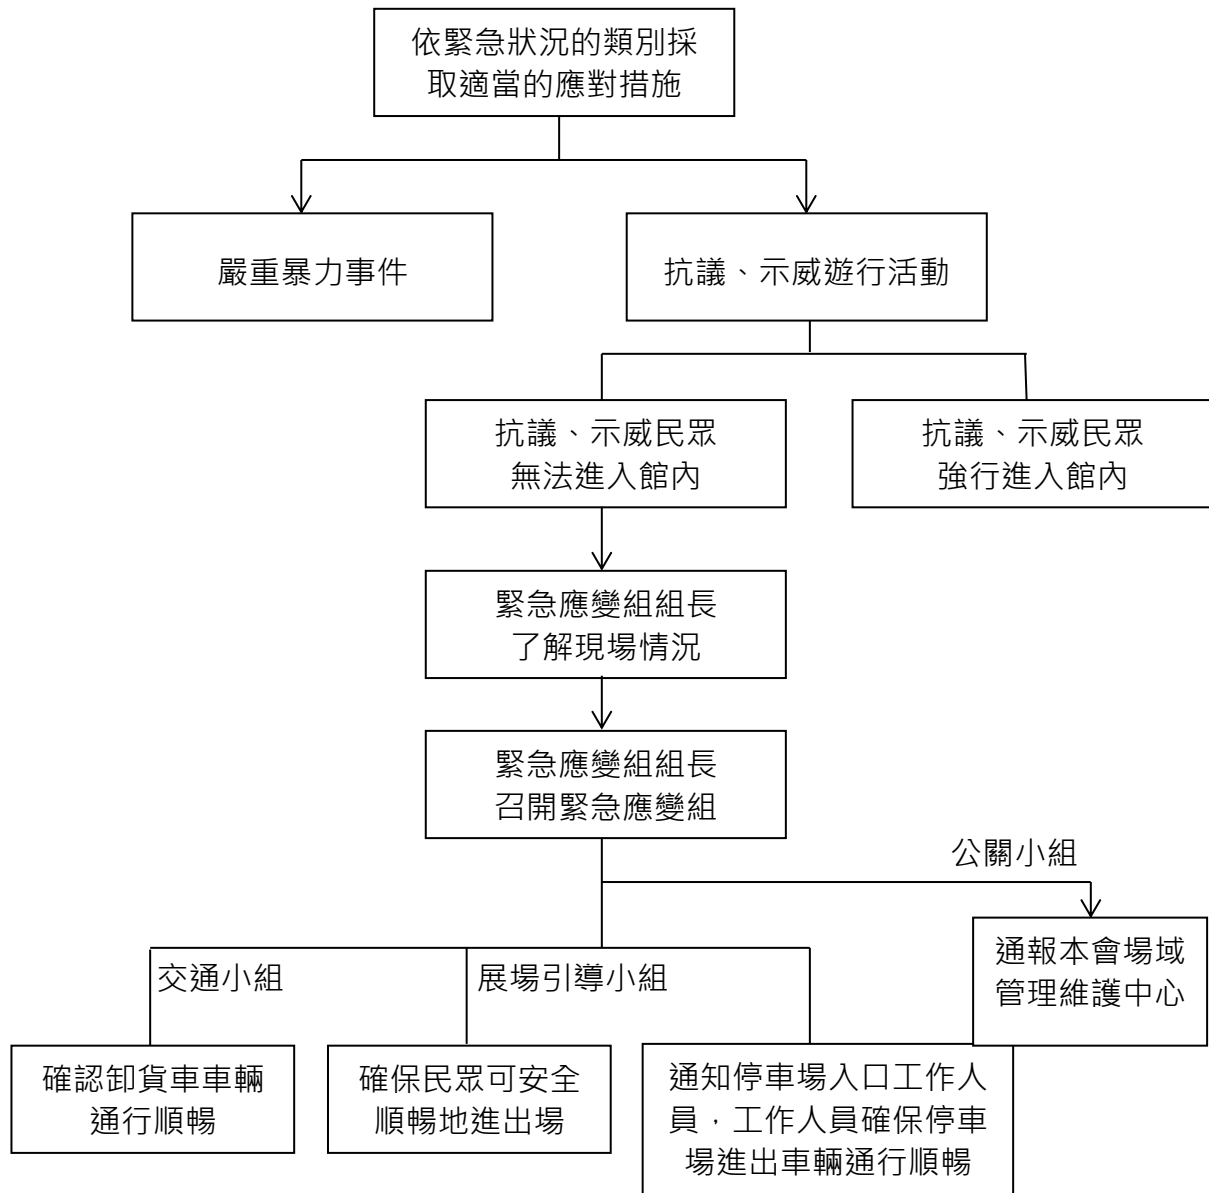 依緊急狀況的類別採
取適當的應對措施
嚴重暴力事件
抗議、示威遊行活動
抗議、示威民眾
無法進入館內
抗議、示威民眾
強行進入館內
緊急應變組組長
了解現場情況
緊急應變組組長
召開緊急應變組
公關小組
通報本會場域
管理維護中心
交通小組
展場引導小組
確認卸貨車車輛
通行順暢
確保民眾可安全
順暢地進出場
通知停車場入口工作人
員，工作人員確保停車
場進出車輛通行順暢